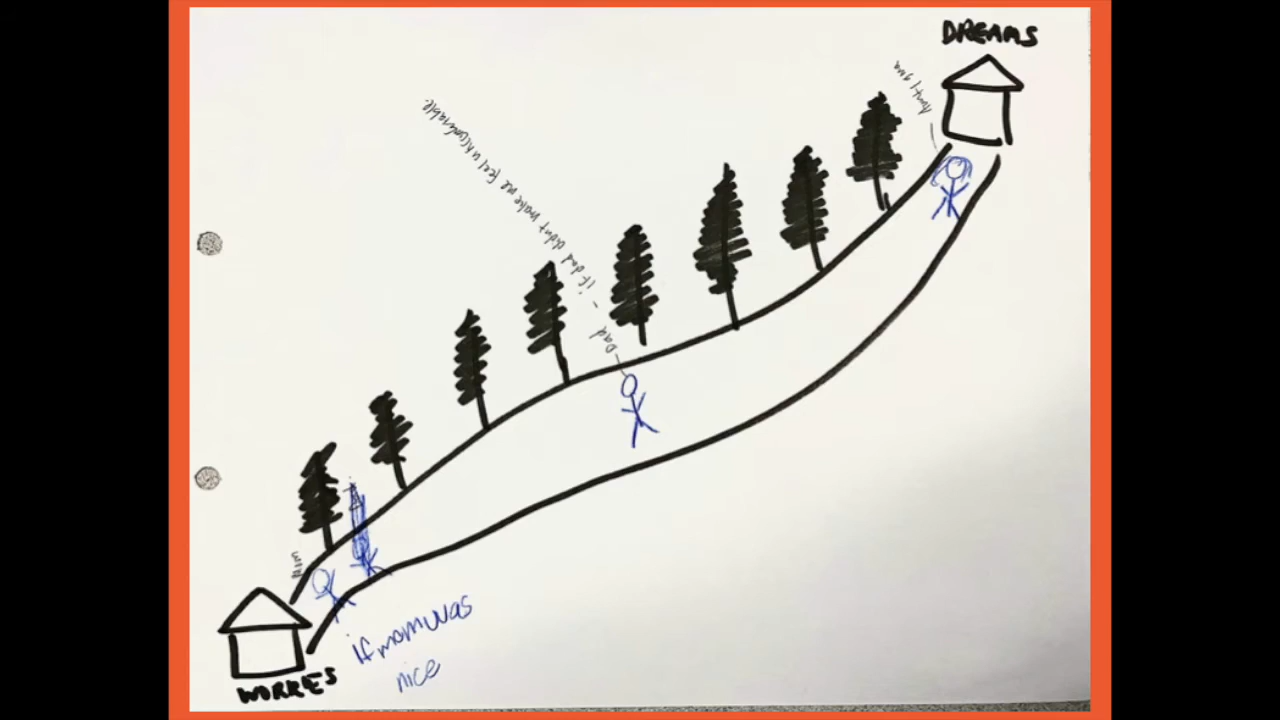 DREAMS
if dad didnt make me feel uncomfortable.
Dad
if mom was
nice
WORRIES